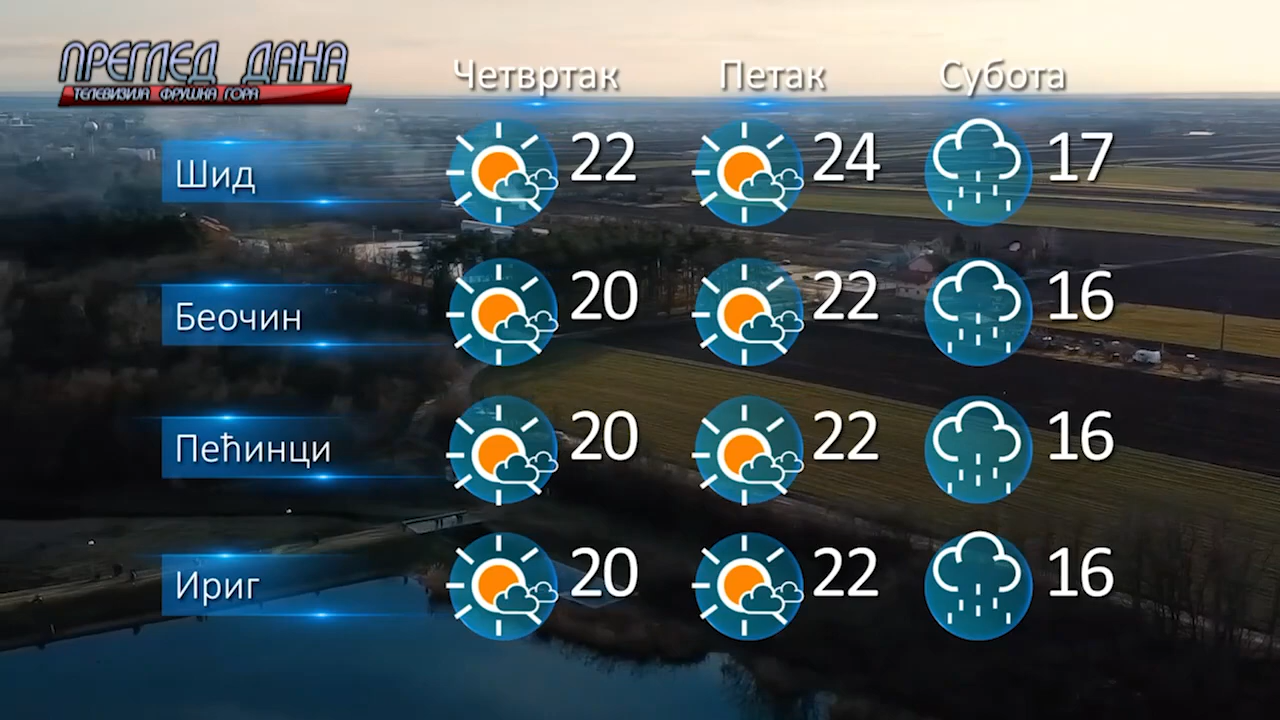 ПРЕГЛЕД ДАНА
ТЕЛЕВИЗИЈА ФРУШКА ГОРА
Четвртак Петак Субота
Шид 22 24 17
Беочин 20 22 16
Пећинци 20 22 16
Ириг 20 22 16